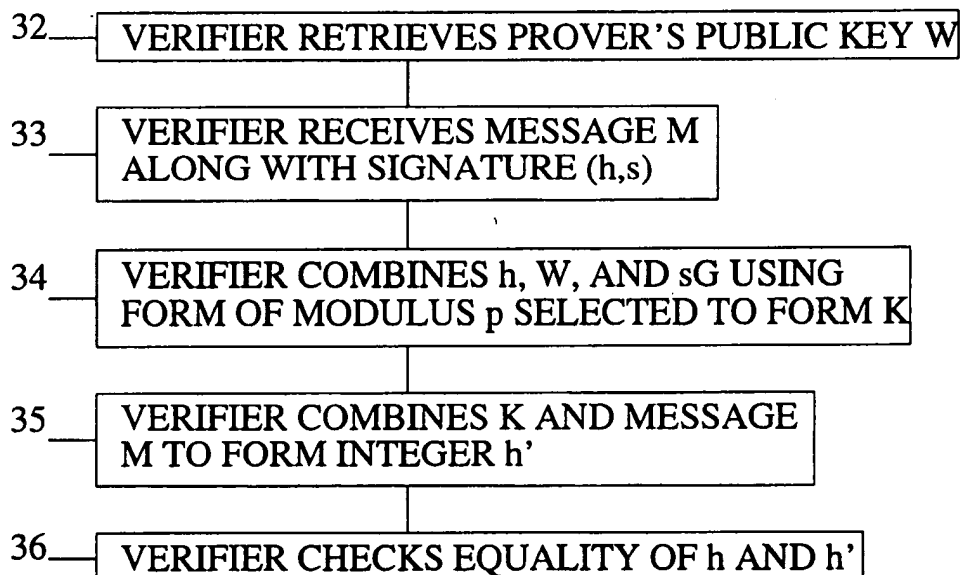 32 VERIFIER RETRIEVES PROVER'S PUBLIC KEY W
33 VERIFIER RECEIVES MESSAGE M
ALONG WITH SIGNATURE (h,s)
34 VERIFIER COMBINES h, W, AND sG USING
FORM OF MODULUS p SELECTED TO FORM K
35 VERIFIER COMBINES K AND MESSAGE
M TO FORM INTEGER h'
36 VERIFIER CHECKS EQUALITY OF h AND h'